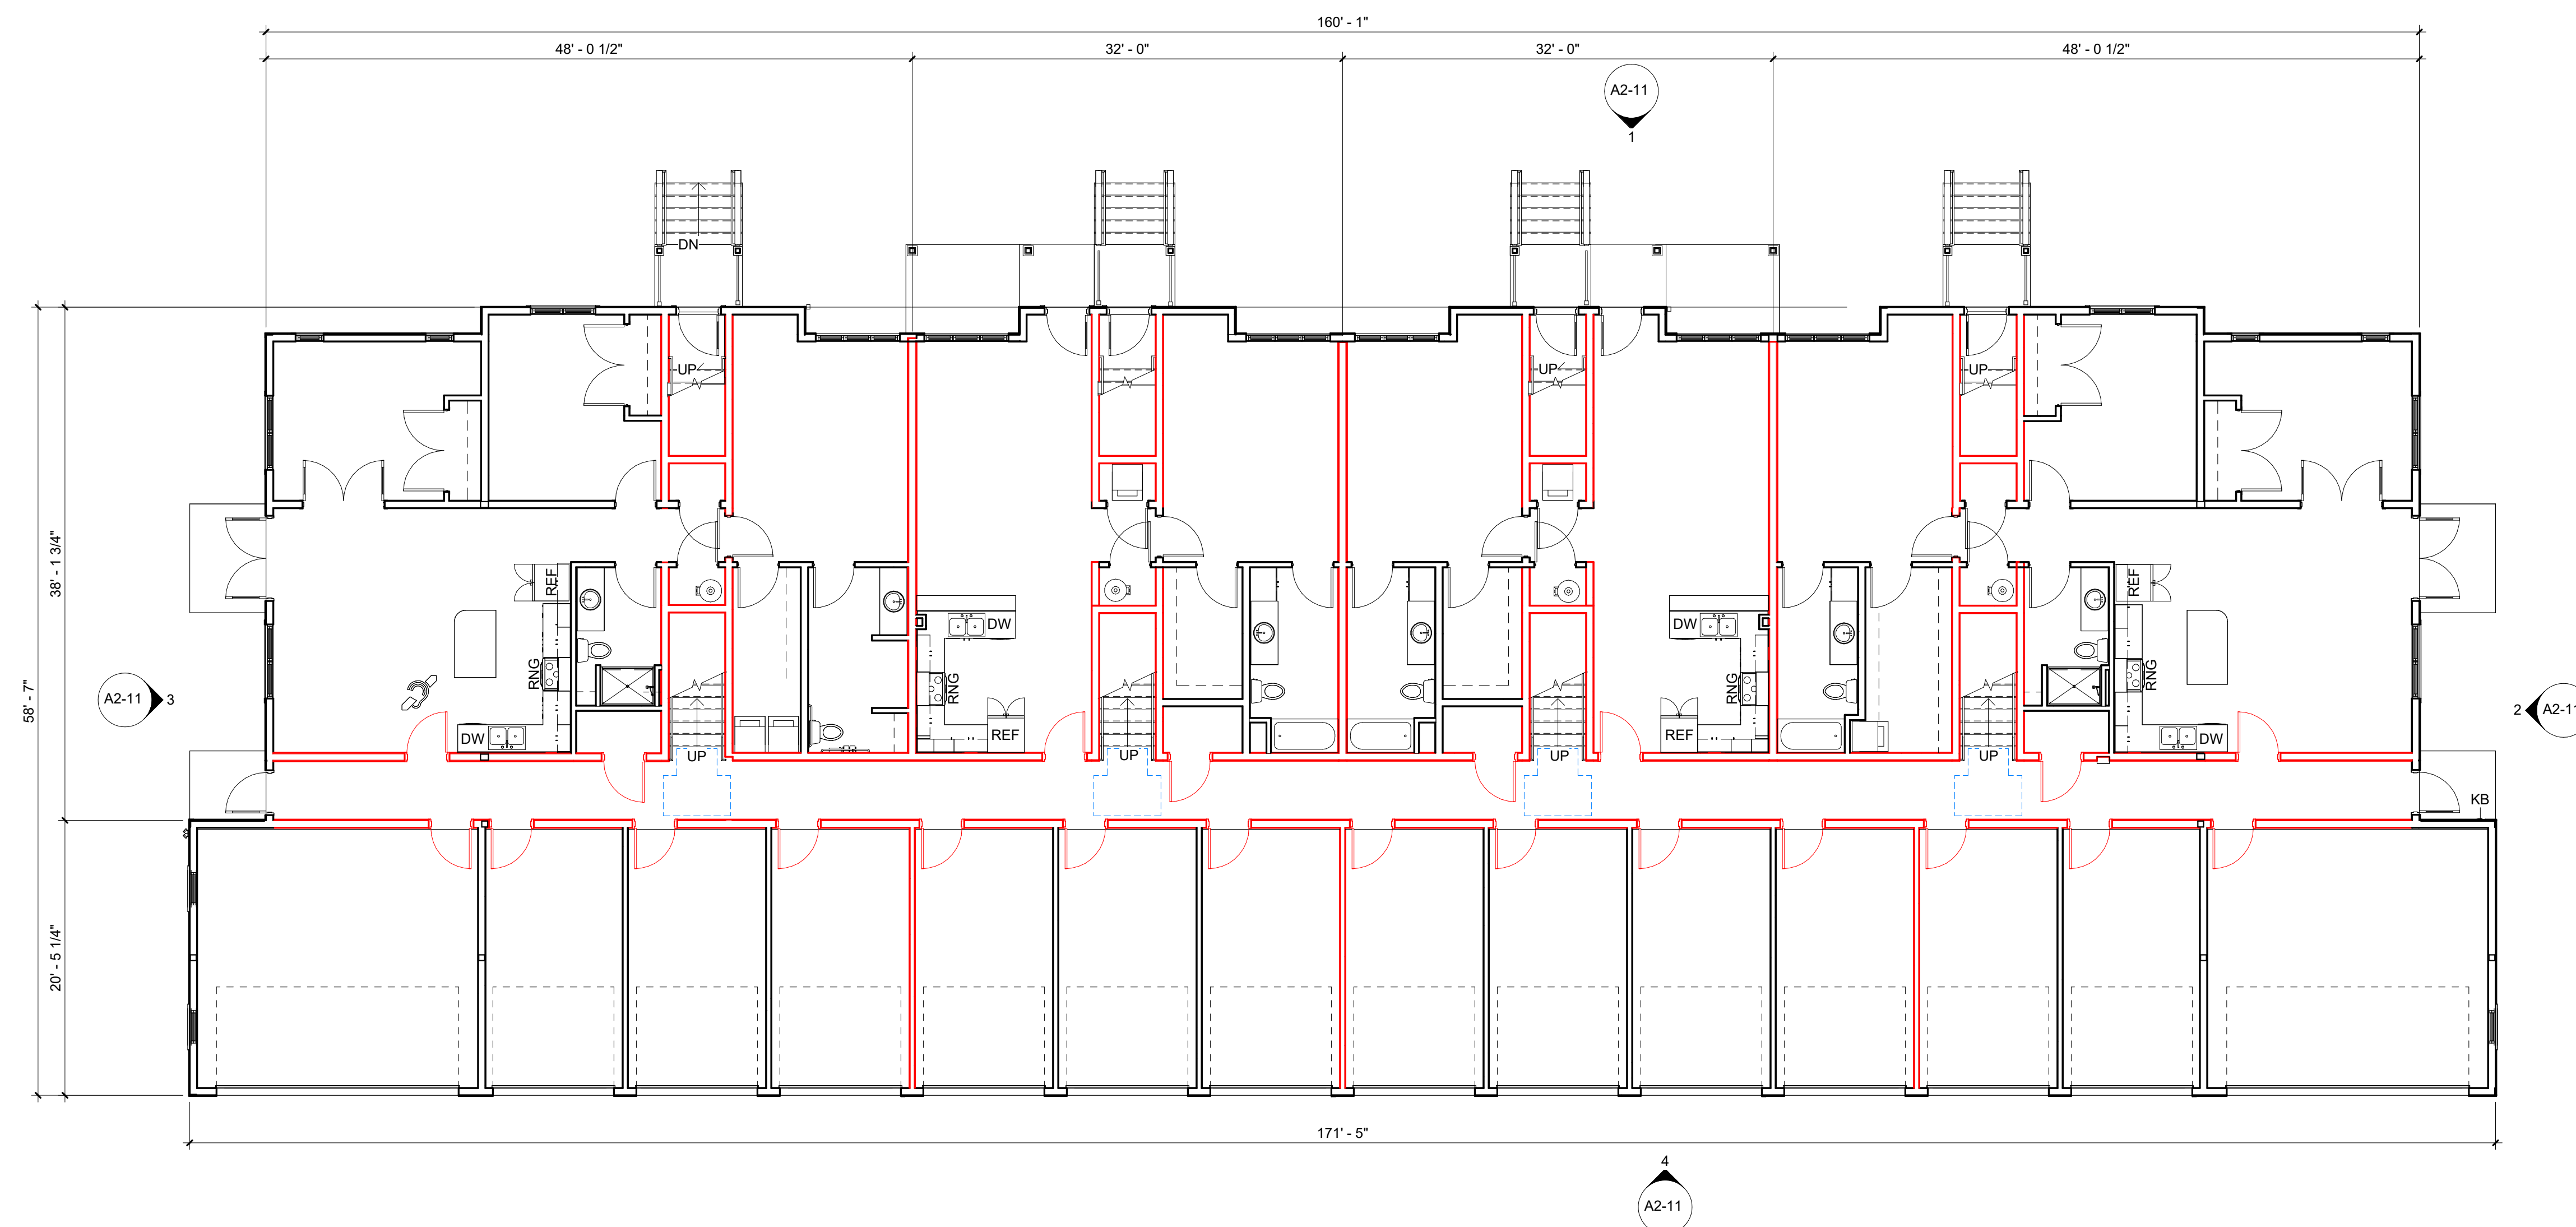 160' - 1"
48' - 0 1/2"
32' - 0"
32' - 0"
48' - 0 1/2"
A2-11
1
DN
UP
UP
UP
38' - 1 3/4"
58' - 7"
20' - 5 1/4"
REF
RNG
DW
DW
RNG
REF
DW
RNG
REF
REF
RNG
DW
A2-11
3
2
A2-11
UP
UP
UP
UP
KB
171' - 5"
4
A2-11